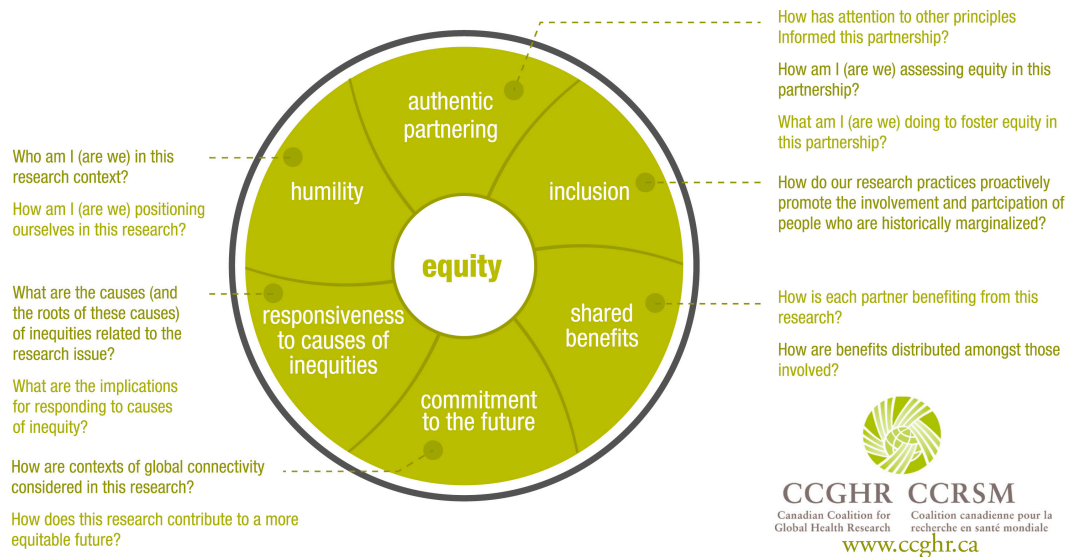 How has attention to other principles
Informed this partnership?
How am I (are we) assessing equity in this
partnership?
What am I (are we) doing to foster equity in
this partnership?
authentic
partnering
Who am I (are we) in this
research context?
How am I (are we) positioning
ourselves in this research?
humility
inclusion
How do our research practices proactively
promote the involvement and partcipation of
people who are historically marginalized?
equity
What are the causes (and
the roots of these causes)
of inequities related to the
research issue?
What are the implications
for responding to causes
of inequity?
responsiveness
to causes of
inequities
shared
benefits
How is each partner benefiting from this
research?
How are benefits distributed amongst those
involved?
commitment
to the future
How are contexts of global connectivity
considered in this research?
How does this research contribute to a more
equitable future?
CCGHR CCRSM
Canadian Coalition for
Global Health Research
Coalition canadienne pour la
recherche en santé mondiale
www.ccghr.ca